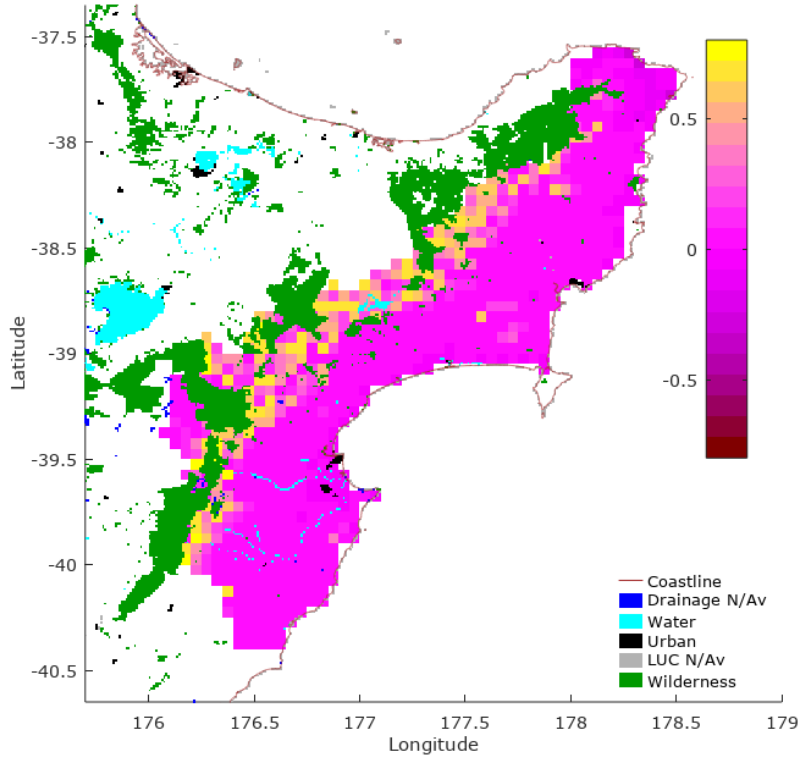 -37.5
-38
-38.5
-39
-39.5
-40
-40.5
Latitude
176
176.5
177
177.5
178
178.5
179
Longitude
0.5
0
-0.5
Coastline
Drainage N/Av
Water
Urban
LUC N/Av
Wilderness